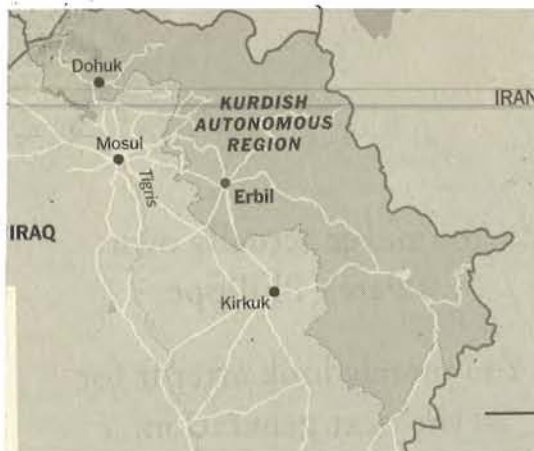 Dohuk
KURDISH
AUTONOMOUS
REGION
IRAN
Mosul
Tigris
Erbil
IRAQ
Kirkuk